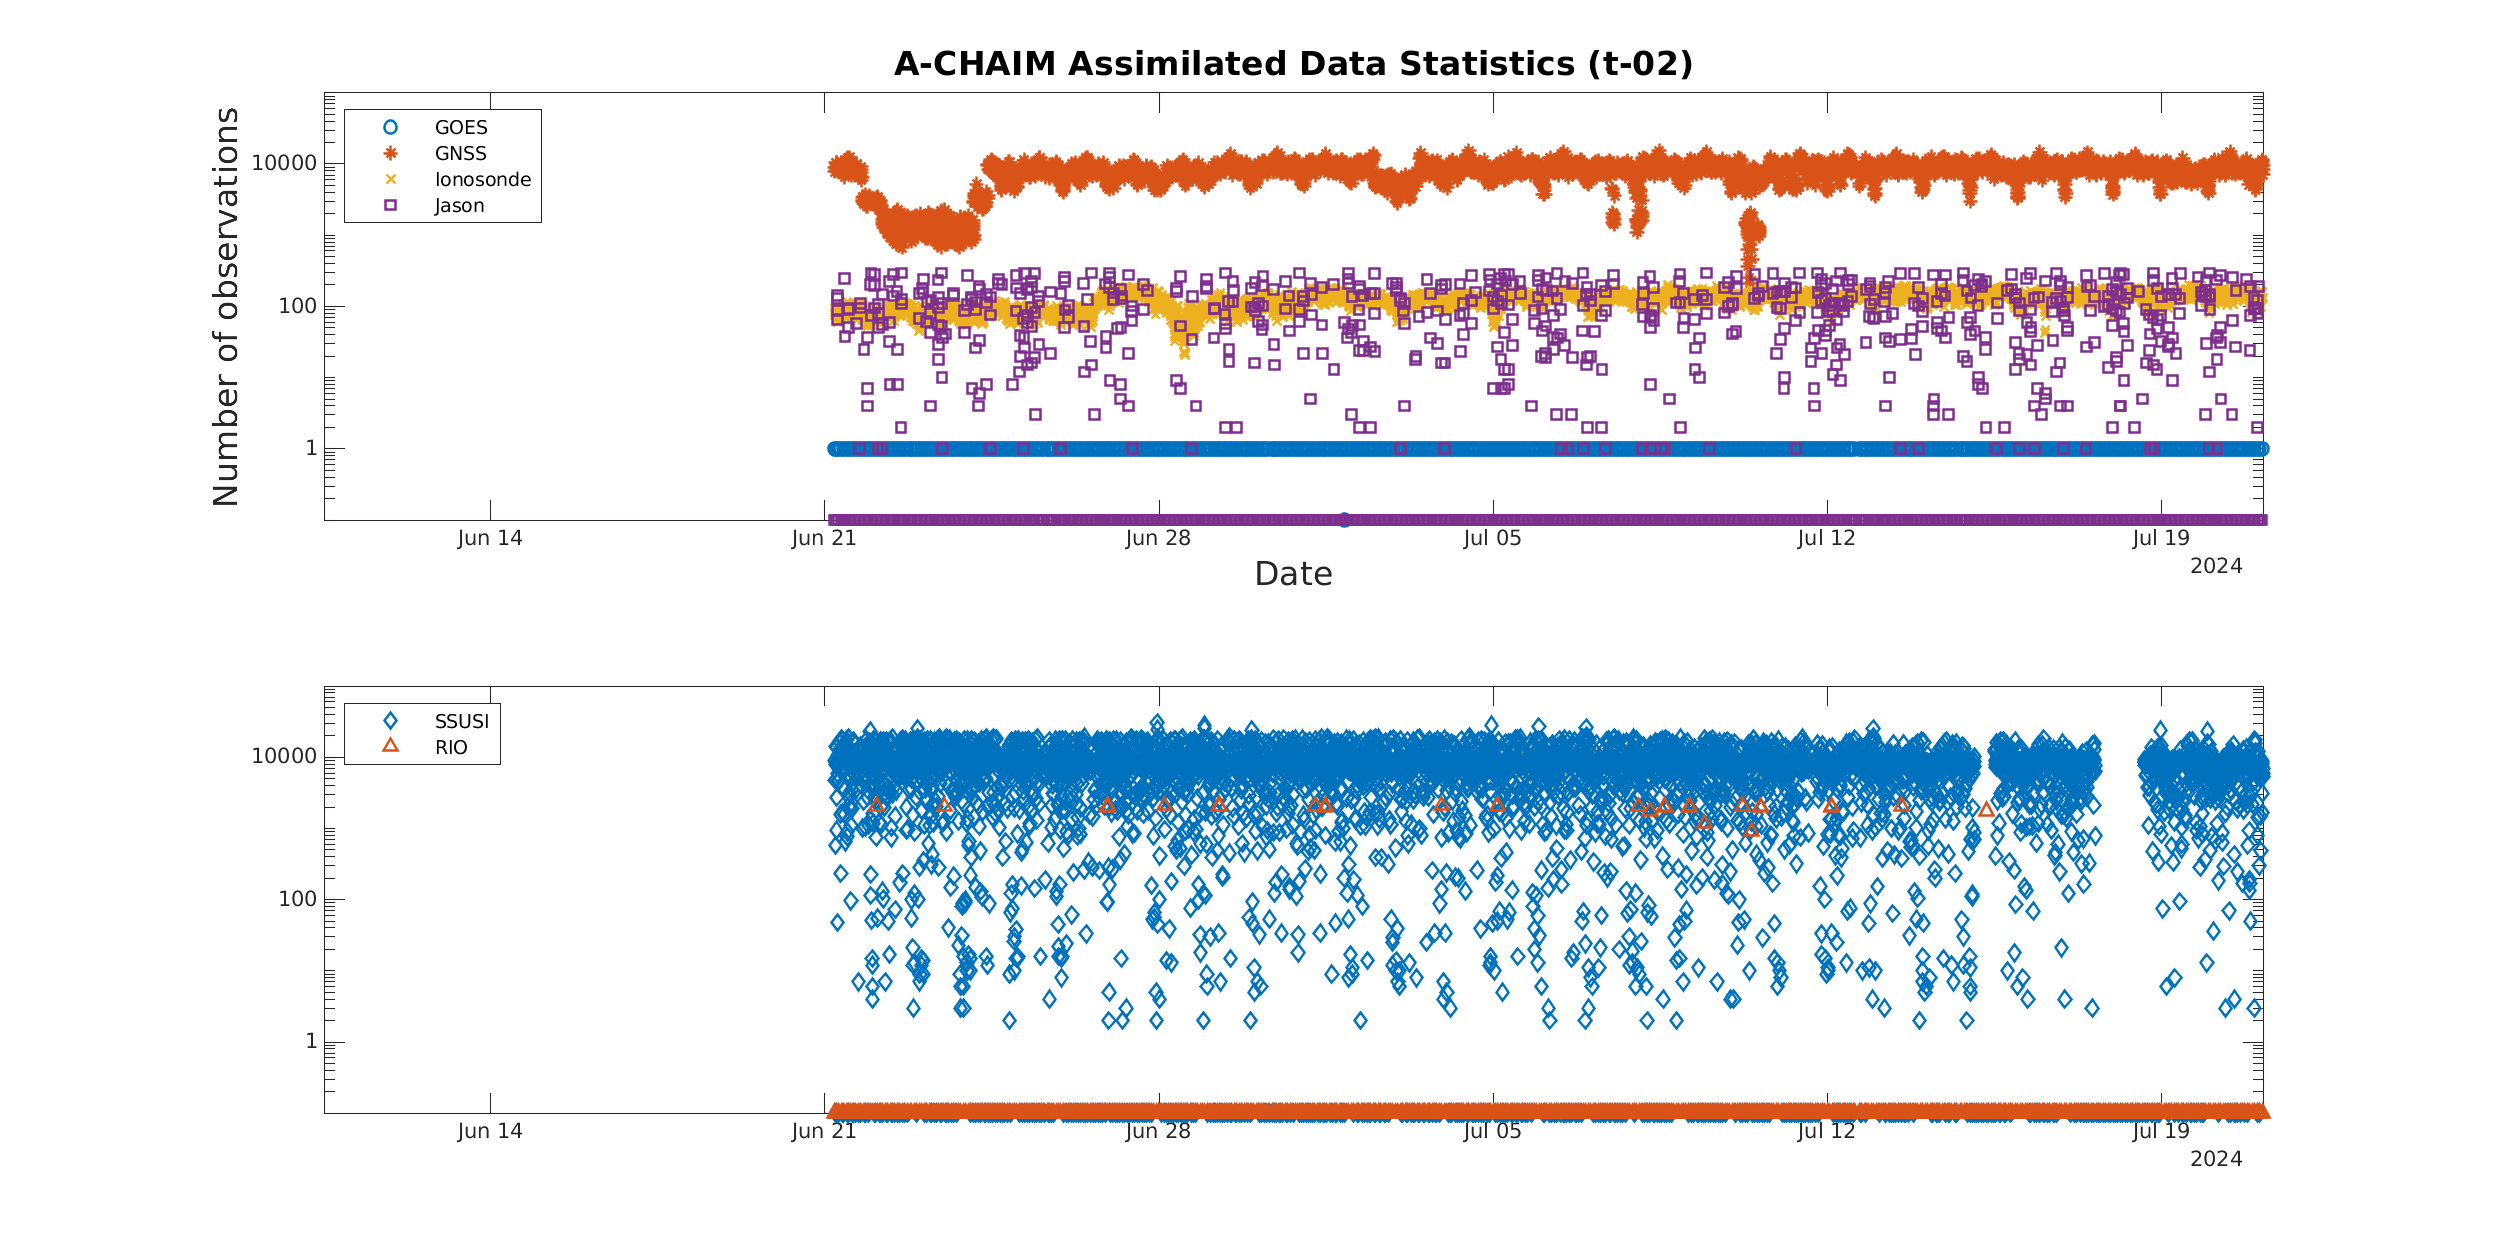 A-CHAIM Assimilated Data Statistics (t-02)
Number of observations
10000
100
1
GOES
GNSS
Ionosonde
Jason
Jun 14
Jun 21
Jun 28
Jul 05
Jul 12
Jul 19
2024
Date
10000
100
1
SSUSI
RIO
Jun 14
Jun 21
Jun 28
Jul 05
Jul 12
Jul 19
2024